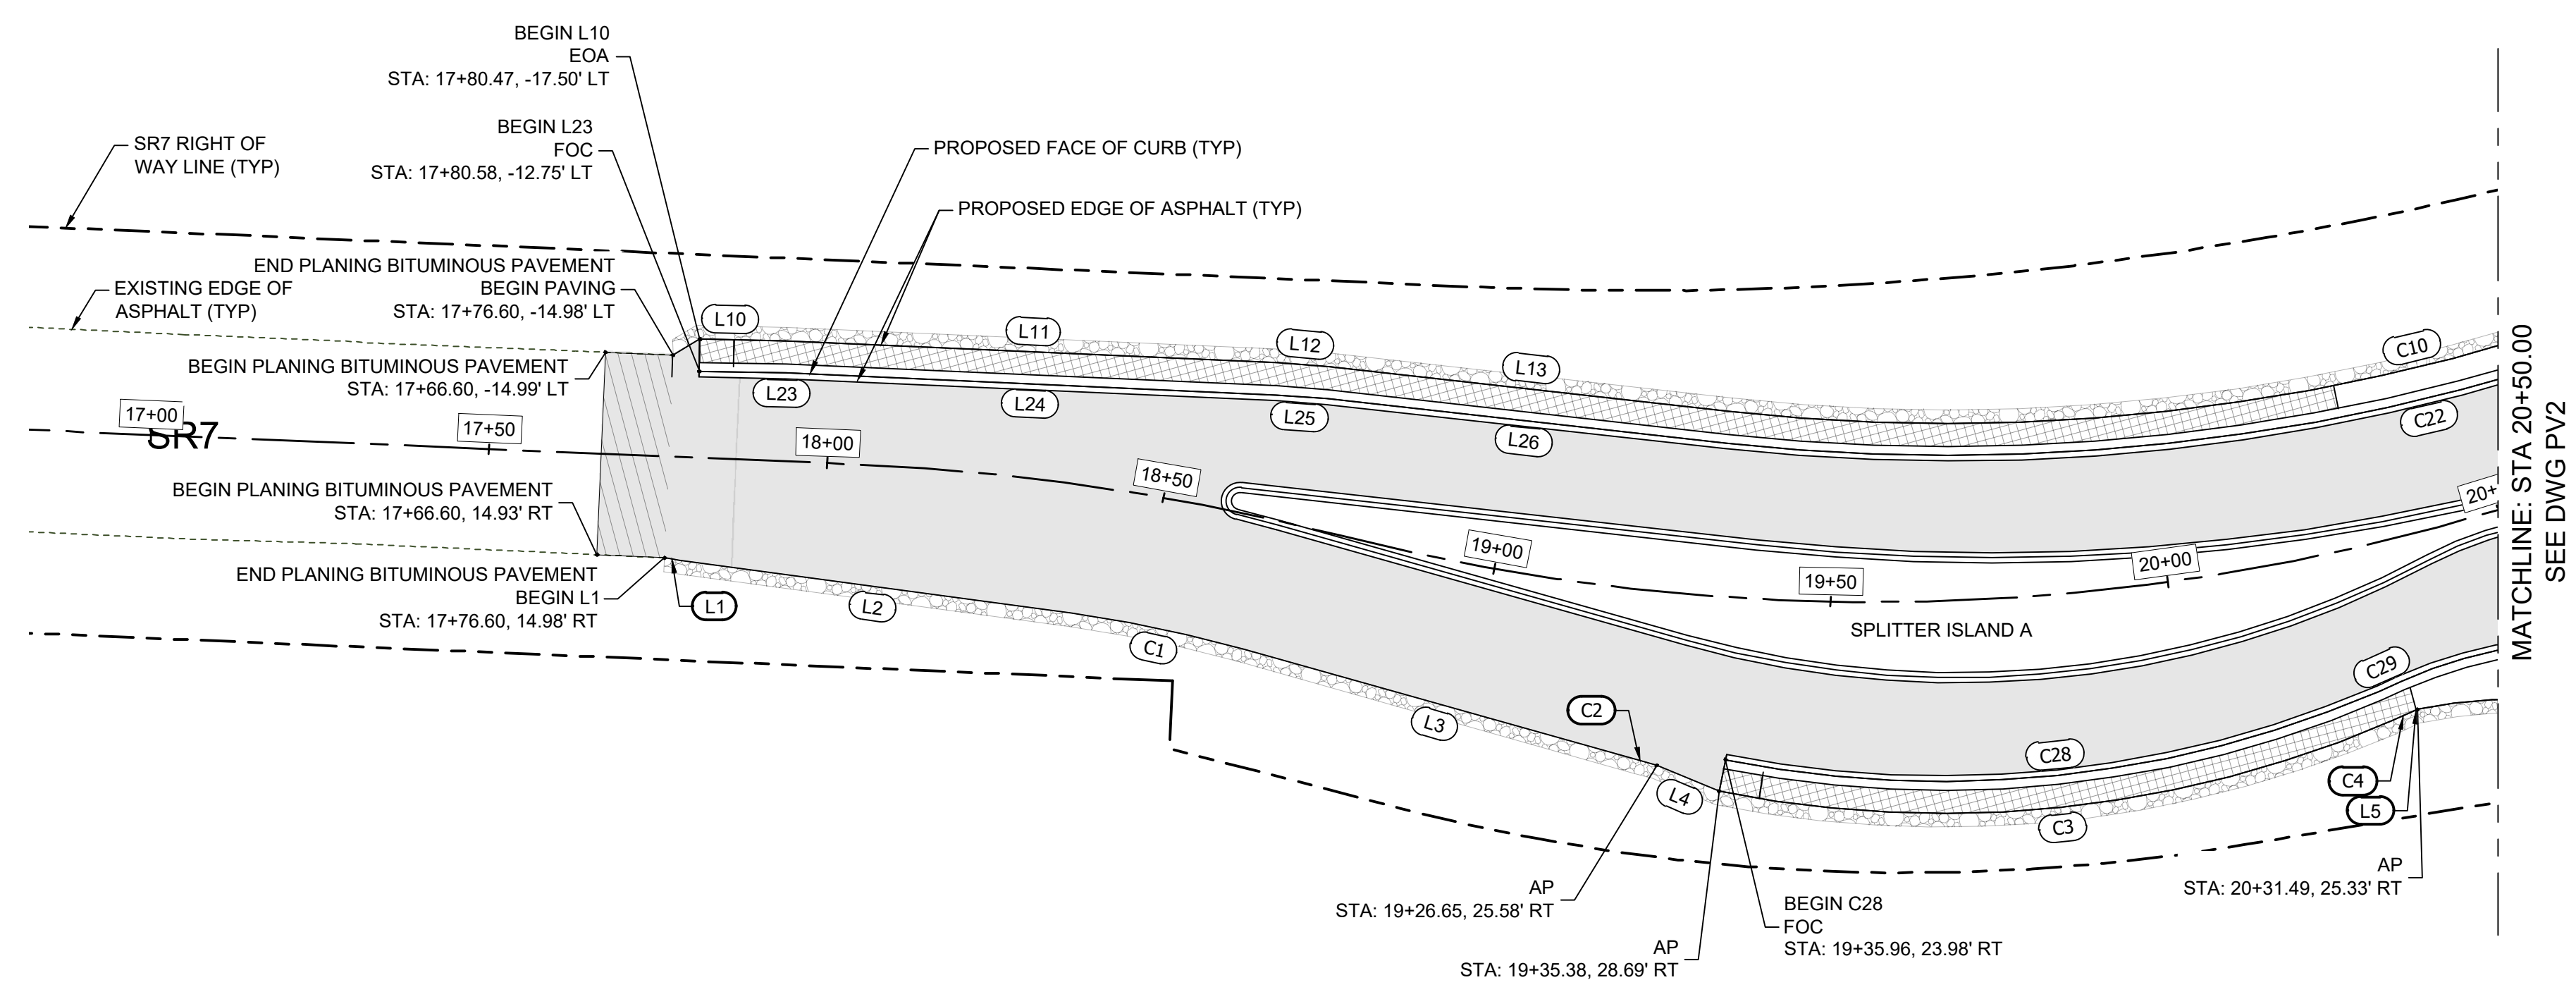 BEGIN L10
EOA
STA: 17+80.47, -17.50' LT
BEGIN L23
FOC
STA: 17+80.58, -12.75' LT
SR7 RIGHT OF
WAY LINE (TYP)
PROPOSED FACE OF CURB (TYP)
PROPOSED EDGE OF ASPHALT (TYP)
END PLANING BITUMINOUS PAVEMENT
BEGIN PAVING
STA: 17+76.60, -14.98' LT
EXISTING EDGE OF
ASPHALT (TYP)
BEGIN PLANING BITUMINOUS PAVEMENT
STA: 17+66.60, -14.99' LT
L10
L11
L12
L13
C10
L23
L24
L25
L26
C22
17+00
SR7
17+50
18+00
18+50
19+00
19+50
20+00
20+
BEGIN PLANING BITUMINOUS PAVEMENT
STA: 17+66.60, 14.93' RT
END PLANING BITUMINOUS PAVEMENT
BEGIN L1
STA: 17+76.60, 14.98' RT
L1
L2
C1
L3
C2
L4
SPLITTER ISLAND A
C28
C29
C3
C4
L5
AP
STA: 19+26.65, 25.58' RT
AP
STA: 19+35.38, 28.69' RT
BEGIN C28
FOC
STA: 19+35.96, 23.98' RT
AP
STA: 20+31.49, 25.33' RT
MATCHLINE: STA 20+50.00
SEE DWG PV2